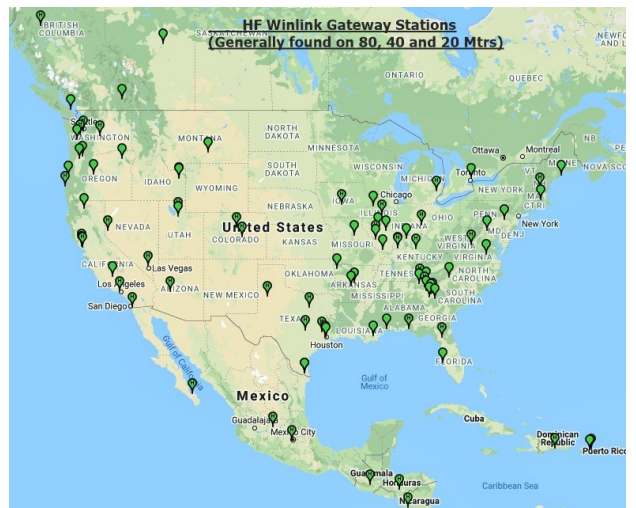 HF Winlink Gateway Stations
(Generally found on 80, 40 and 20 Mtrs)
BRITISH
COLUMBIA
SASKATCHEWAN
ONTARIO
QUEBEC
WASHINGTON
MONTANA
NORTH
DAKOTA
MINNESOTA
Ottawa
Montreal
NB
MAINE
NOVA SCO
OREGON
IDAHO
WYOMING
SOUTH
DAKOTA
WISCONSIN
MICHIGAN
Toronto
VT
NEW YORK
CT RI
NEBRASKA
IOWA
Chicago
ILLINOIS
INDIANA
OHIO
PENN
New York
NEVADA
UTAH
COLORADO
United States
KANSAS
MISSOURI
WEST
VIRGINIA
MD
DE
NJ
KENTUCKY
VIRGINIA
CALIFORNIA
Las Vegas
Los Angeles
San Diego
ARIZONA
NEW MEXICO
OKLAHOMA
ARKANSAS
TENNESSEE
NORTH
CAROLINA
SOUTH
CAROLINA
MISSISSIPPI
ALABAMA
GEORGIA
TEXAS
LOUISIANA
Houston
FLORIDA
Gulf of
California
Gulf of
Mexico
Mexico
Guadalajara
Mexico City
Cuba
Dominican
Republic
Puerto Rico
Guatemala
Honduras
Nicaragua
Caribbean Sea